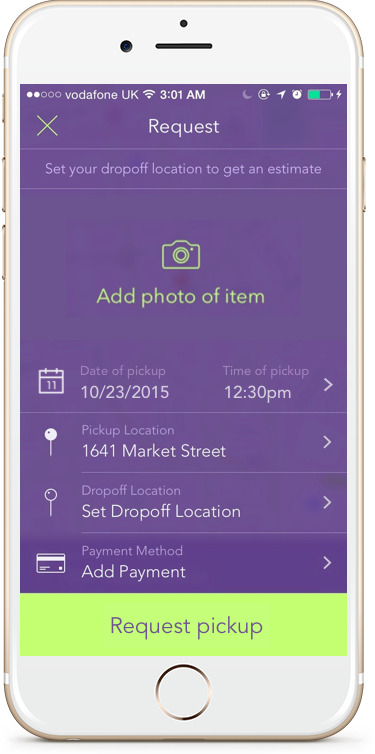 vodafone UK 3:01 AM
Request
Set your dropoff location to get an estimate
Add photo of item
Date of pickup Time of pickup
11 10/23/2015 12:30pm
Pickup Location
1641 Market Street
Dropoff Location
Set Dropoff Location
Payment Method
Add Payment
Request pickup